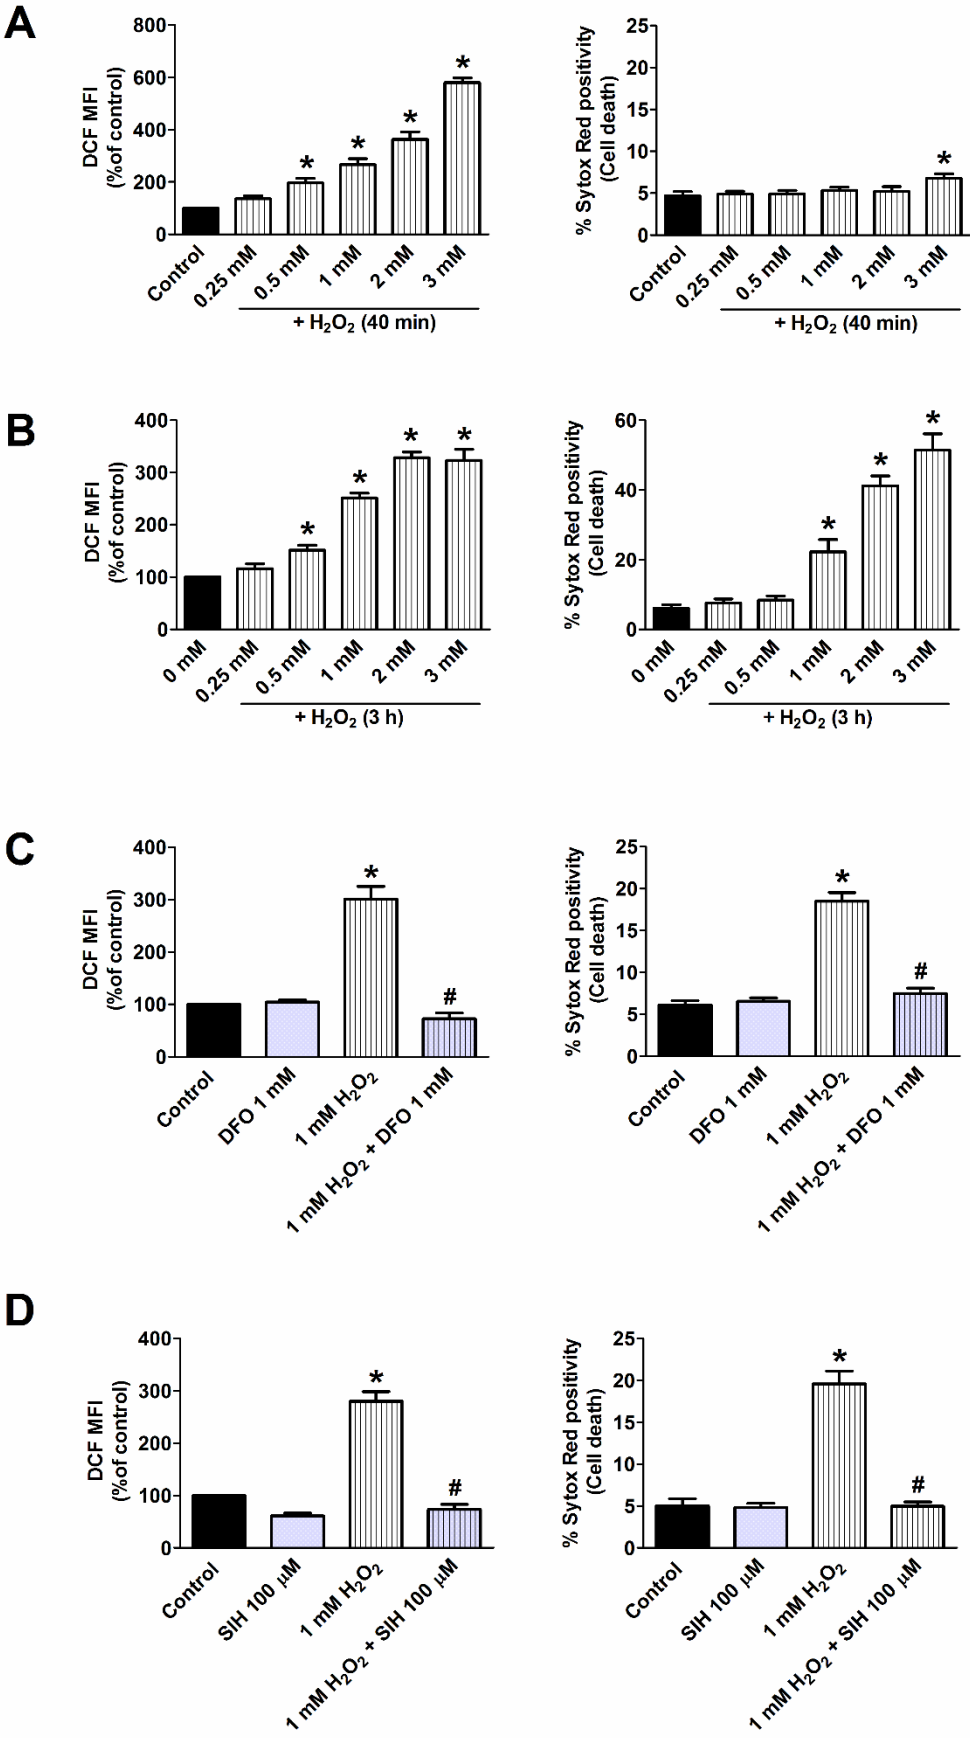 A
DCF MFI
(%of control)
800
600
400
200
0
* * * * *
Control
0.25 mM
0.5 mM
1 mM
2 mM
3 mM
+ H₂O₂ (40 min)
% Sytox Red positivity
(Cell death)
25
20
15
10
5
0
*
Control
0.25 mM
0.5 mM
1 mM
2 mM
3 mM
+ H₂O₂ (40 min)
B
DCF MFI
(%of control)
400
300
200
100
0
* * * *
0 mM
0.25 mM
0.5 mM
1 mM
2 mM
3 mM
+ H₂O₂ (3 h)
% Sytox Red positivity
(Cell death)
60
40
20
0
* * *
0 mM
0.25 mM
0.5 mM
1 mM
2 mM
3 mM
+ H₂O₂ (3 h)
C
DCF MFI
(%of control)
400
300
200
100
0
* #
Control
DFO 1 mM
1 mM H₂O₂
1 mM H₂O₂ + DFO 1 mM
% Sytox Red positivity
(Cell death)
25
20
15
10
5
0
* #
Control
DFO 1 mM
1 mM H₂O₂
1 mM H₂O₂ + DFO 1 mM
D
DCF MFI
(%of control)
400
300
200
100
0
* #
Control
SIH 100 μM
1 mM H₂O₂
1 mM H₂O₂ + SIH 100 μM
% Sytox Red positivity
(Cell death)
25
20
15
10
5
0
* #
Control
SIH 100 μM
1 mM H₂O₂
1 mM H₂O₂ + SIH 100 μM